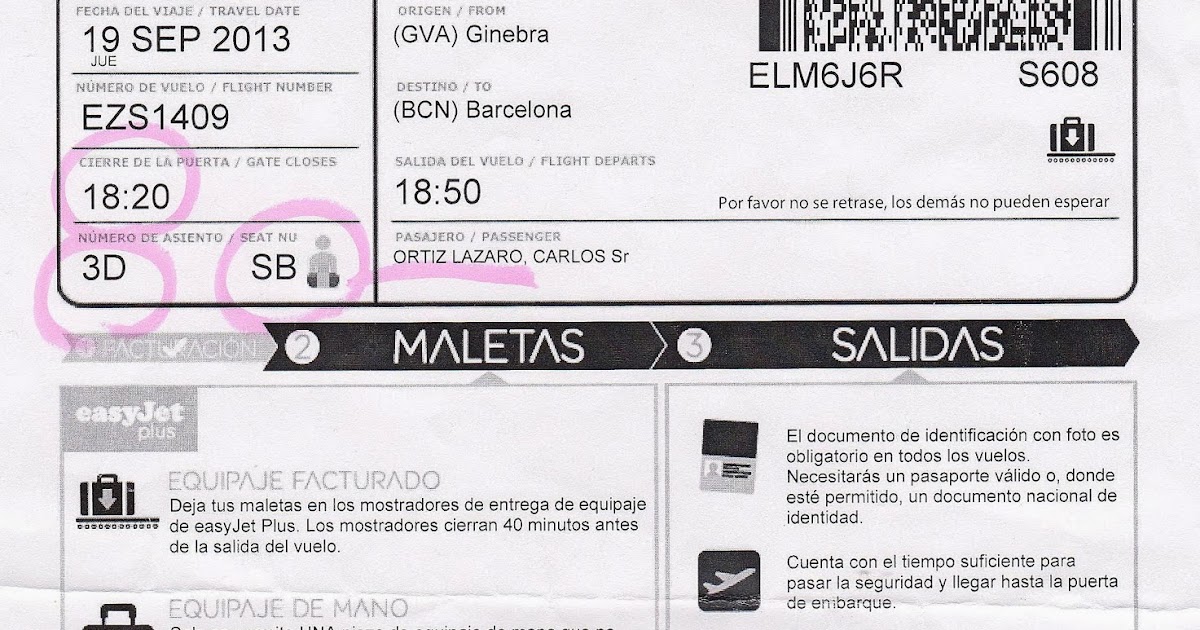 FECHA DEL VIAJE / TRAVEL DATE
19 SEP 2013
JUE
NÚMERO DE VUELO / FLIGHT NUMBER
EZS1409
CIERRE DE LA PUERTA / GATE CLOSES
18:20
NÚMERO DE ASIENTO / SEAT NU
3D SB
ORIGEN / FROM
(GVA) Ginebra
DESTINO / TO
(BCN) Barcelona
SALIDA DEL VUELO / FLIGHT DEPARTS
18:50
PASAJERO / PASSENGER
ORTIZ LAZARO, CARLOS Sr
ELM6J6R S608
Por favor no se retrase, los demás no pueden esperar
1 FACTURACIÓN 2 MALETAS 3 SALIDAS
easyJet
plus
EQUIPAJE FACTURADO
Deja tus maletas en los mostradores de entrega de equipaje
de easyJet Plus. Los mostradores cierran 40 minutos antes
de la salida del vuelo.
EQUIPAJE DE MANO
El documento de identificación con foto es
obligatorio en todos los vuelos.
Necesitarás un pasaporte válido o, donde
esté permitido, un documento nacional de
identidad.
Cuenta con el tiempo suficiente para
pasar la seguridad y llegar hasta la puerta
de embarque.